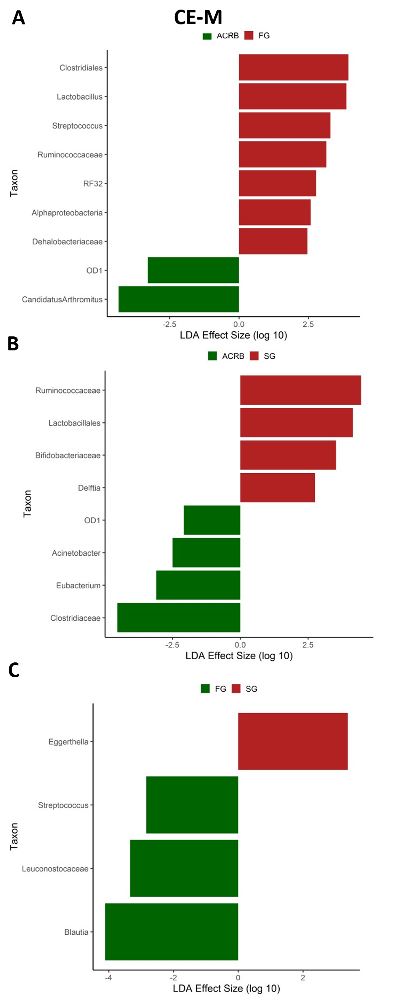 A
CE-M
ACRB FG
Clostridiales
Lactobacillus
Streptococcus
Ruminococcaceae
RF32
Alphaproteobacteria
Dehalobacteriaceae
OD1
CandidatusArthromitus
Taxon
-2.5 0.0 2.5
LDA Effect Size (log 10)
B
ACRB SG
Ruminococcaceae
Lactobacillales
Bifidobacteriaceae
Delftia
OD1
Acinetobacter
Eubacterium
Clostridiaceae
Taxon
-2.5 0.0 2.5
LDA Effect Size (log 10)
C
FG SG
Eggerthella
Streptococcus
Leuconostocaceae
Blautia
Taxon
-4 -2 0 2
LDA Effect Size (log 10)